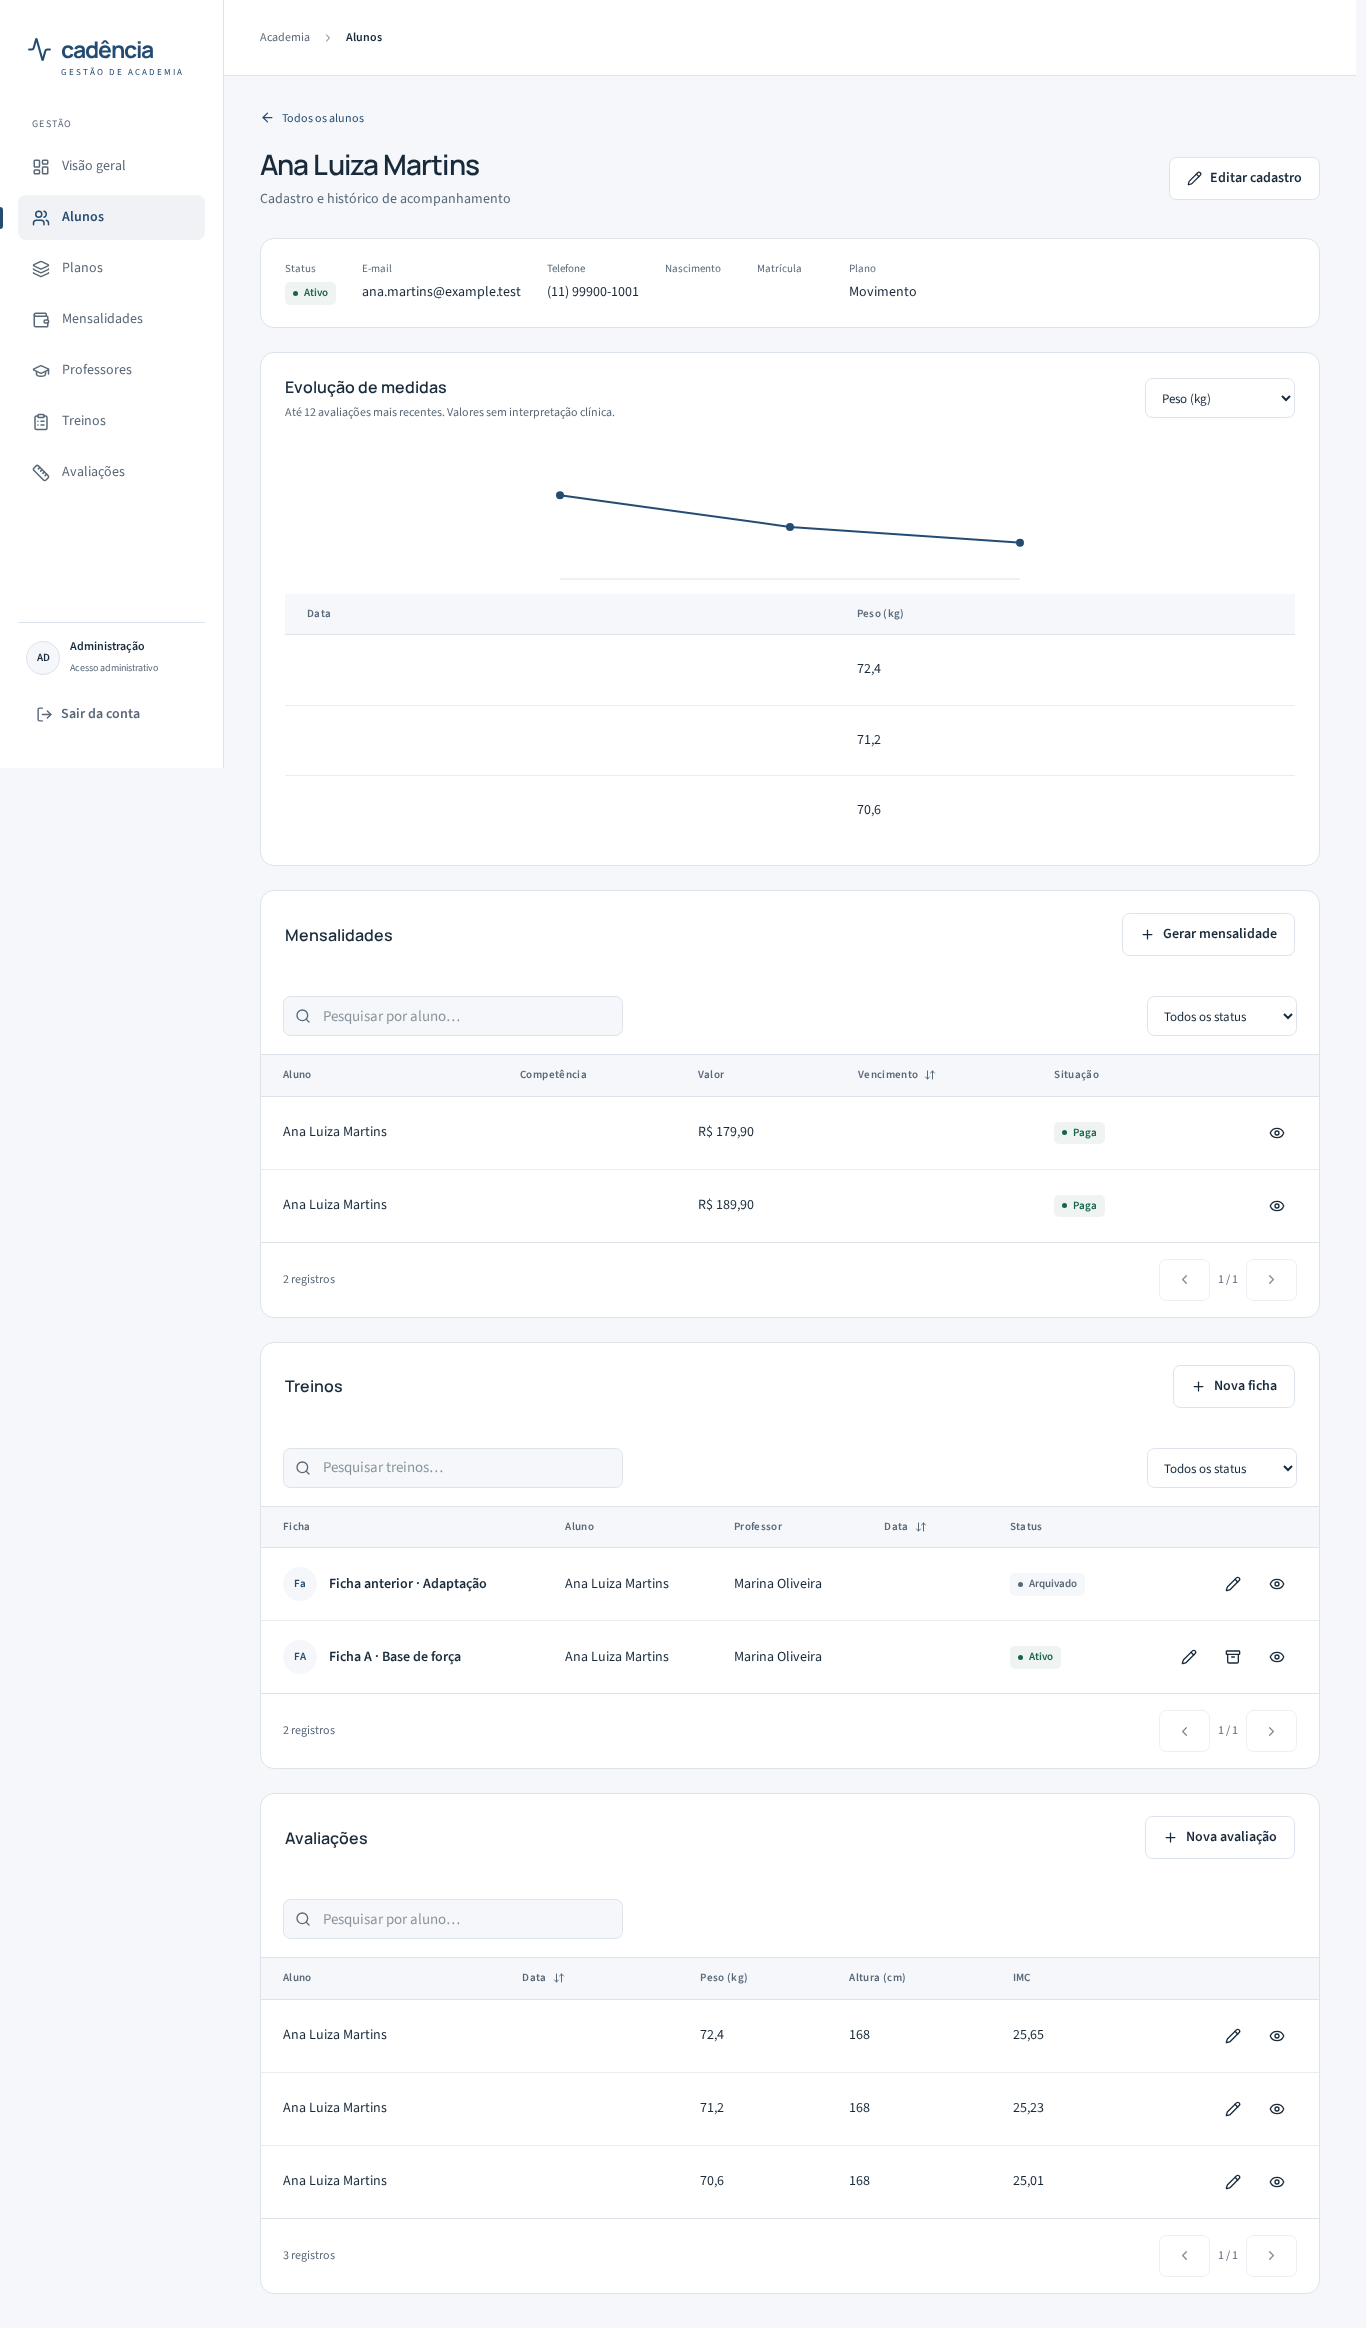 cadência
GESTÃO DE ACADEMIA
GESTÃO
Visão geral
Alunos
Planos
Mensalidades
Professores
Treinos
Avaliações
AD
Administração
Acesso administrativo
Sair da conta
Academia > Alunos
Todos os alunos
Ana Luiza Martins
Cadastro e histórico de acompanhamento
Editar cadastro
Status E-mail Telefone Nascimento Matrícula Plano
Ativo ana.martins@example.test (11) 99900-1001 Movimento
Evolução de medidas
Até 12 avaliações mais recentes. Valores sem interpretação clínica.
Peso (kg)
Data Peso (kg)
72,4
71,2
70,6
Mensalidades
Gerar mensalidade
Pesquisar por aluno...
Todos os status
Aluno Competência Valor Vencimento Situação
Ana Luiza Martins R$ 179,90 Paga
Ana Luiza Martins R$ 189,90 Paga
2 registros 1 / 1
Treinos
Nova ficha
Pesquisar treinos...
Todos os status
Ficha Aluno Professor Data Status
Fa Ficha anterior · Adaptação Ana Luiza Martins Marina Oliveira Arquivado
FA Ficha A · Base de força Ana Luiza Martins Marina Oliveira Ativo
2 registros 1 / 1
Avaliações
Nova avaliação
Pesquisar por aluno...
Aluno Data Peso (kg) Altura (cm) IMC
Ana Luiza Martins 72,4 168 25,65
Ana Luiza Martins 71,2 168 25,23
Ana Luiza Martins 70,6 168 25,01
3 registros 1 / 1